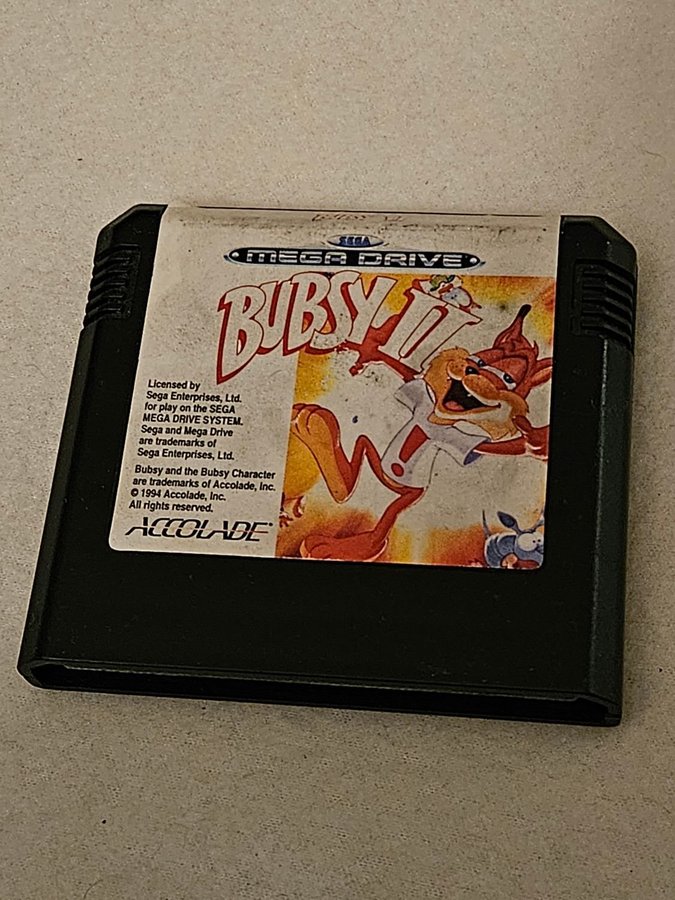 BUBSY II
SEGA
MEGA DRIVE
BUBSY II
Licensed by
Sega Enterprises, Ltd.
for play on the SEGA
MEGA DRIVE SYSTEM.
Sega and Mega Drive
are trademarks of
Sega Enterprises, Ltd.
Bubsy and the Bubsy Character
are trademarks of Accolade, Inc.
© 1994 Accolade, Inc.
All rights reserved.
ACCOLADE®
!